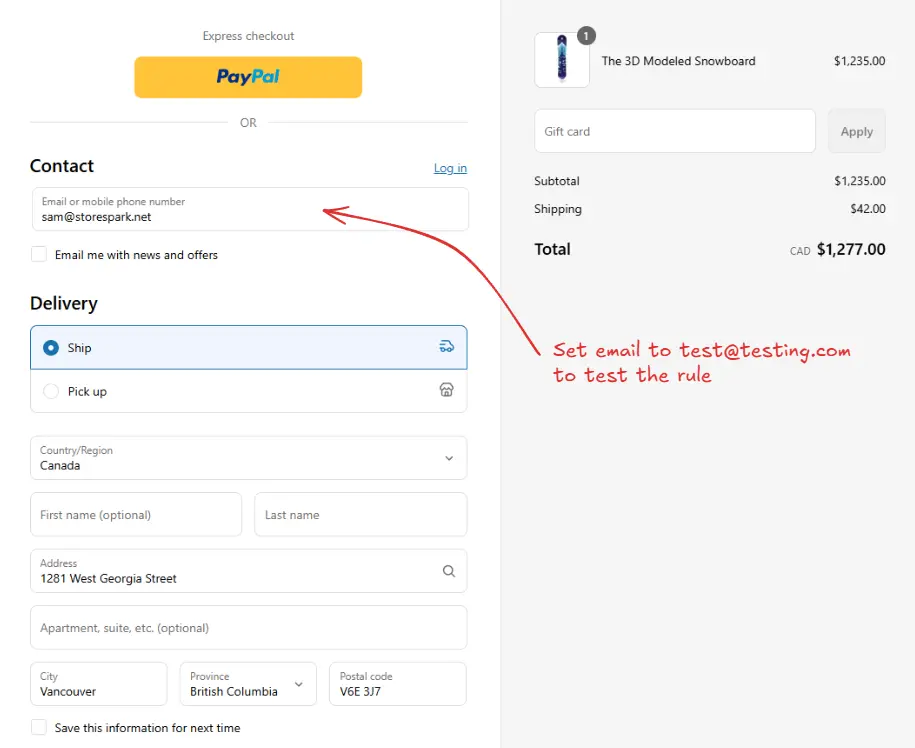 Express checkout
PayPal
OR
Contact
Log in
Email or mobile phone number
sam@storespark.net
Email me with news and offers
Delivery
Ship
Pick up
Country/Region
Canada
First name (optional)
Last name
Address
1281 West Georgia Street
Apartment, suite, etc. (optional)
City
Vancouver
Province
British Columbia
Postal code
V6E 3J7
Save this information for next time
1
The 3D Modeled Snowboard
$1,235.00
Gift card
Apply
Subtotal
$1,235.00
Shipping
$42.00
Total
CAD $1,277.00
Set email to test@testing.com
to test the rule